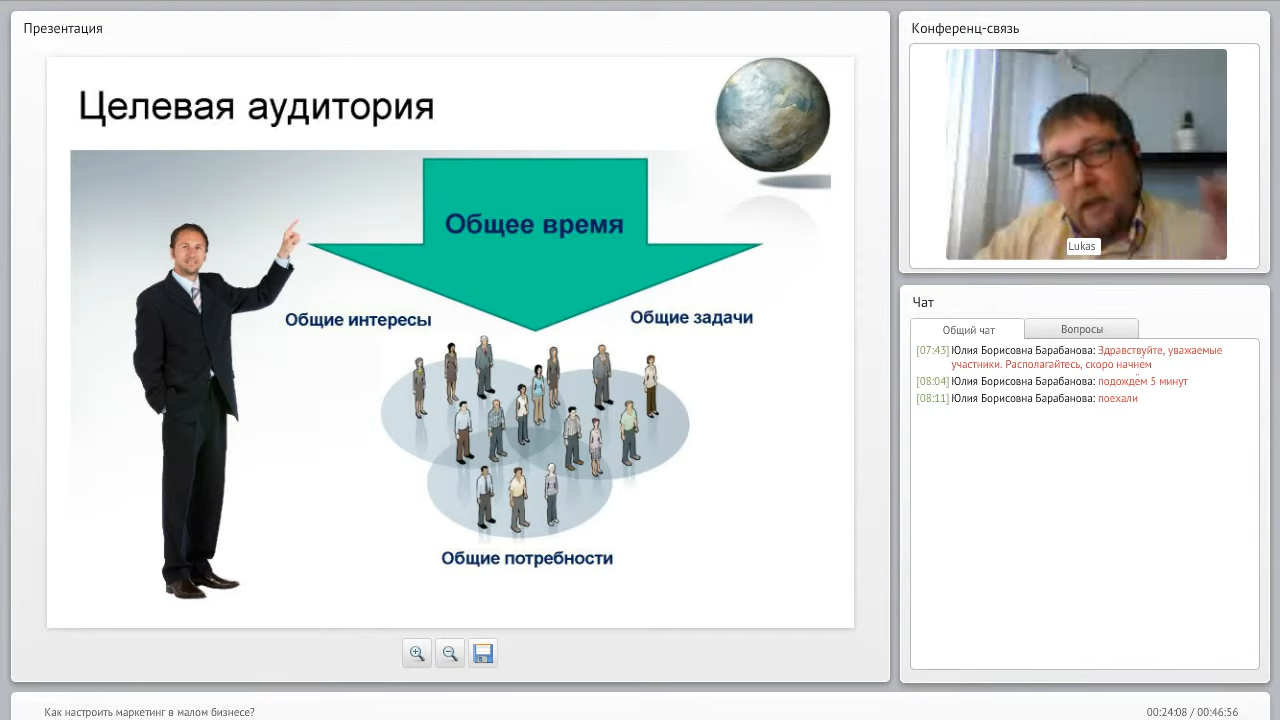 Презентация
Целевая аудитория
Общее время
Общие интересы
Общие задачи
Общие потребности
Конференц-связь
Lukas
Чат
Общий чат
Вопросы
[07:43] Юлия Борисовна Барабанова: Здравствуйте, уважаемые
участники. Располагайтесь, скоро начнём
[08:04] Юлия Борисовна Барабанова: подождём 5 минут
[08:11] Юлия Борисовна Барабанова: поехали
Как настроить маркетинг в малом бизнесе?
00:24:08 / 00:46:56